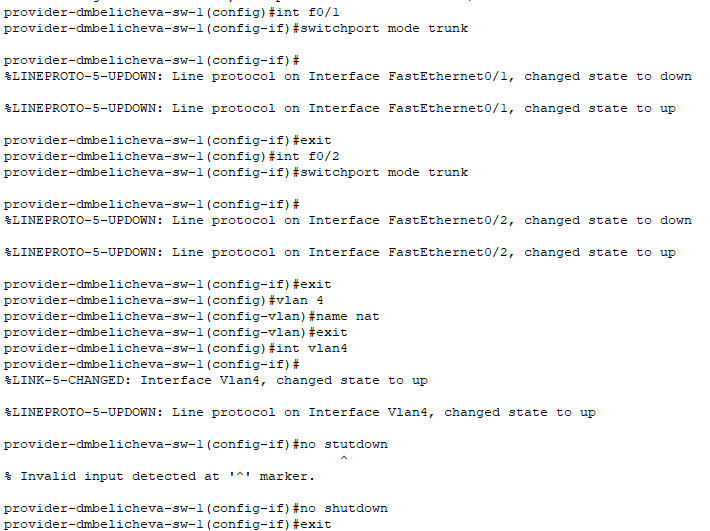 provider-dmbelicheva-sw-1(config)#int f0/1
provider-dmbelicheva-sw-1(config-if)#switchport mode trunk
provider-dmbelicheva-sw-1(config-if)#
%LINEPROTO-5-UPDOWN: Line protocol on Interface FastEthernet0/1, changed state to down
%LINEPROTO-5-UPDOWN: Line protocol on Interface FastEthernet0/1, changed state to up
provider-dmbelicheva-sw-1(config-if)#exit
provider-dmbelicheva-sw-1(config)#int f0/2
provider-dmbelicheva-sw-1(config-if)#switchport mode trunk
provider-dmbelicheva-sw-1(config-if)#
%LINEPROTO-5-UPDOWN: Line protocol on Interface FastEthernet0/2, changed state to down
%LINEPROTO-5-UPDOWN: Line protocol on Interface FastEthernet0/2, changed state to up
provider-dmbelicheva-sw-1(config-if)#exit
provider-dmbelicheva-sw-1(config)#vlan 4
provider-dmbelicheva-sw-1(config-vlan)#name nat
provider-dmbelicheva-sw-1(config-vlan)#exit
provider-dmbelicheva-sw-1(config)#int vlan4
provider-dmbelicheva-sw-1(config-if)#
%LINK-5-CHANGED: Interface Vlan4, changed state to up
%LINEPROTO-5-UPDOWN: Line protocol on Interface Vlan4, changed state to up
provider-dmbelicheva-sw-1(config-if)#no stutdown
^
% Invalid input detected at '^' marker.
provider-dmbelicheva-sw-1(config-if)#no shutdown
provider-dmbelicheva-sw-1(config-if)#exit